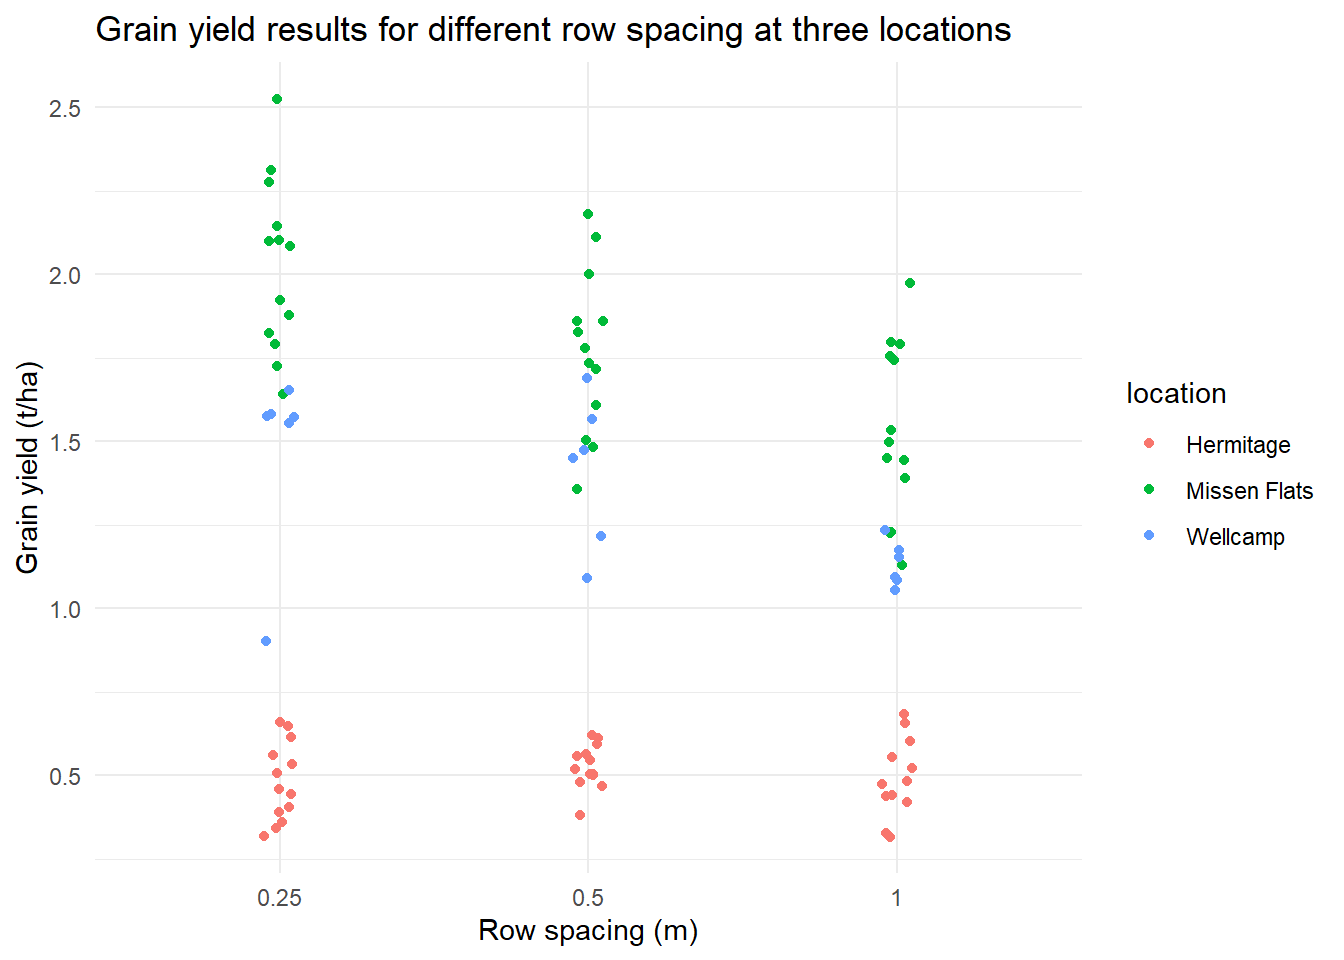 Grain yield results for different row spacing at three locations
Grain yield (t/ha)
2.5
2.0
1.5
1.0
0.5
0.25 0.5 1
Row spacing (m)
location
Hermitage
Missen Flats
Wellcamp